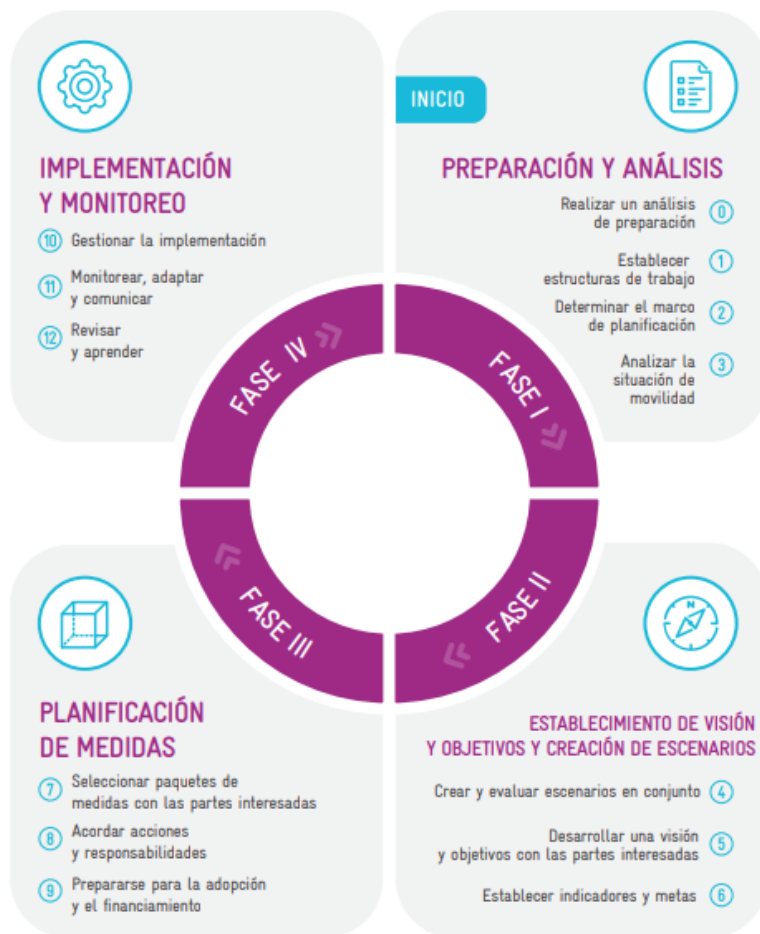 INICIO
PREPARACIÓN Y ANÁLISIS
0 Realizar un análisis
de preparación
1 Establecer
estructuras de trabajo
2 Determinar el marco
de planificación
3 Analizar la
situación de
movilidad
FASE I
ESTABLECIMIENTO DE VISIÓN
Y OBJETIVOS Y CREACIÓN DE ESCENARIOS
4 Crear y evaluar escenarios en conjunto
5 Desarrollar una visión
y objetivos con las partes interesadas
6 Establecer indicadores y metas
N
FASE II
PLANIFICACIÓN
DE MEDIDAS
7 Seleccionar paquetes de
medidas con las partes interesadas
8 Acordar acciones
y responsabilidades
9 Prepararse para la adopción
y el financiamiento
FASE III
IMPLEMENTACIÓN
Y MONITOREO
10 Gestionar la implementación
11 Monitorear, adaptar
y comunicar
12 Revisar
y aprender
FASE IV